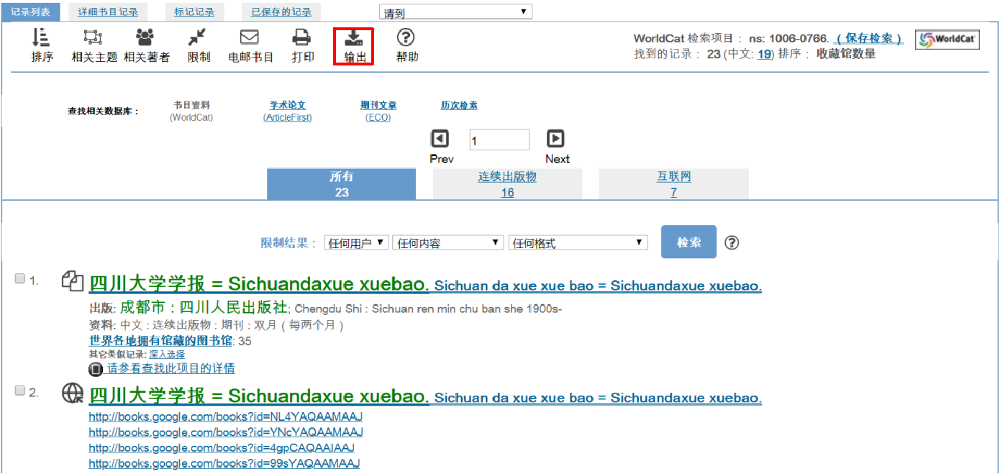 记录列表 详细书目记录 标记记录 已保存的记录 请到
排序 相关主题 相关著者 限制 电邮书目 打印 输出 帮助
WorldCat 检索项目： ns: 1006-0766. （保存检索） WorldCat
找到的记录： 23 (中文: 19) 排序： 收藏馆数量
查找相关数据库： 书目资料 学术论文 期刊文章 历次检索
(WorldCat) (ArticleFirst) (ECO)
1
Prev Next
所有 连续出版物 互联网
23 16 7
限制结果： 任何用户 任何内容 任何格式 检索
1. 四川大学学报 = Sichuandaxue xuebao. Sichuan da xue xue bao = Sichuandaxue xuebao.
出版: 成都市：四川人民出版社; Chengdu Shi : Sichuan ren min chu ban she 1900s-
资料: 中文 : 连续出版物 : 期刊 : 双月（每两个月）
世界各地拥有馆藏的图书馆: 35
其它类似记录: 深入选择
请参看查找此项目的详情
2. 四川大学学报 = Sichuandaxue xuebao. Sichuan da xue xue bao = Sichuandaxue xuebao.
http://books.google.com/books?id=NL4YAQAAMAAJ
http://books.google.com/books?id=YNcYAQAAMAAJ
http://books.google.com/books?id=4gpCAQAAIAAJ
http://books.google.com/books?id=99sYAQAAMAAJ